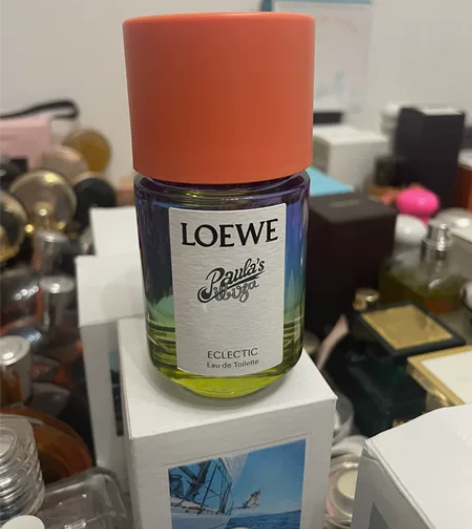 LOEWE
Paula's
Ibiza
ECLECTIC
Eau de Toilette